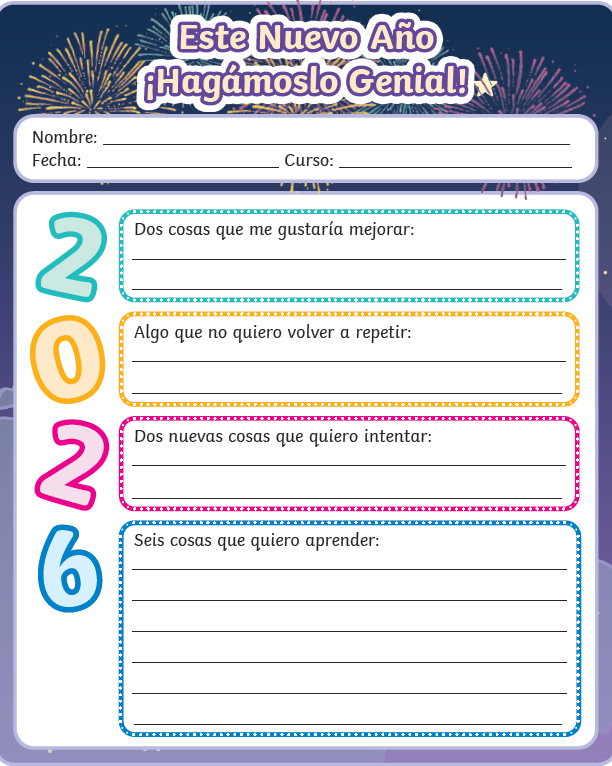 Este Nuevo Año
¡Hagámoslo Genial!
Nombre:
Fecha: Curso:
2
Dos cosas que me gustaría mejorar:
0
Algo que no quiero volver a repetir:
2
Dos nuevas cosas que quiero intentar:
6
Seis cosas que quiero aprender: